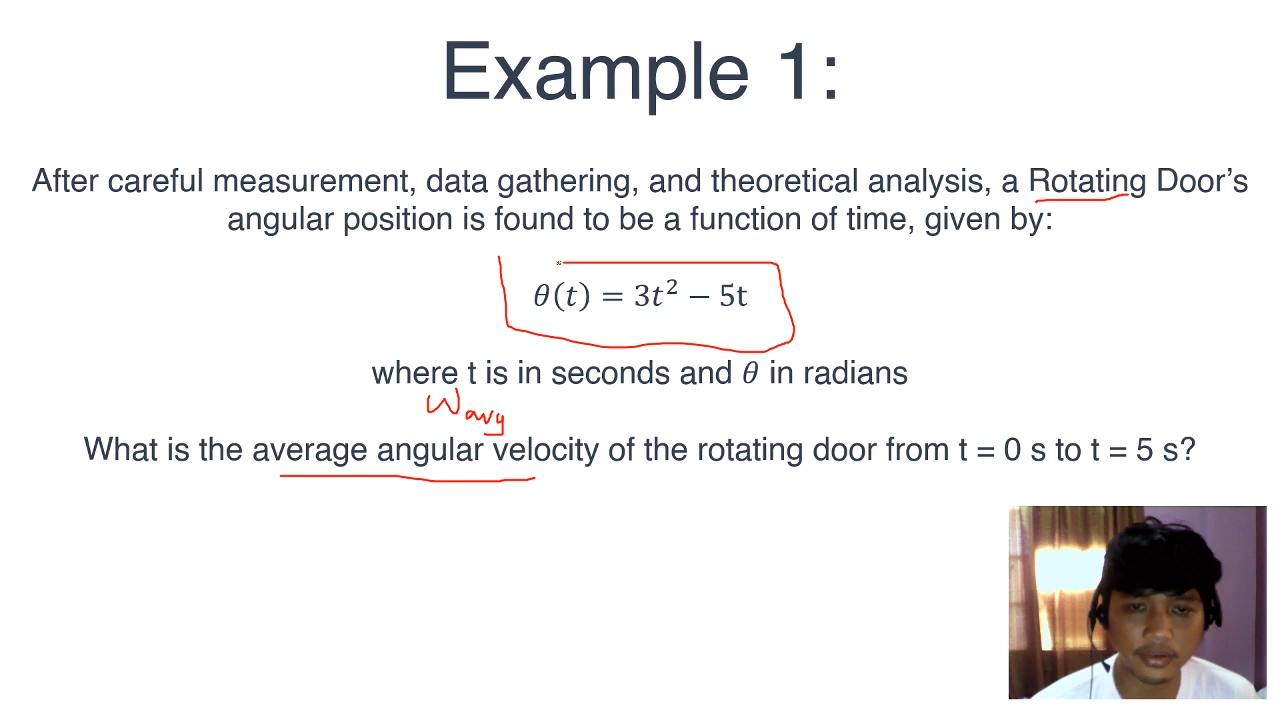 Example 1:
After careful measurement, data gathering, and theoretical analysis, a Rotating Door’s
angular position is found to be a function of time, given by:
θ(t) = 3t² − 5t
where t is in seconds and θ in radians
Wavg
What is the average angular velocity of the rotating door from t = 0 s to t = 5 s?